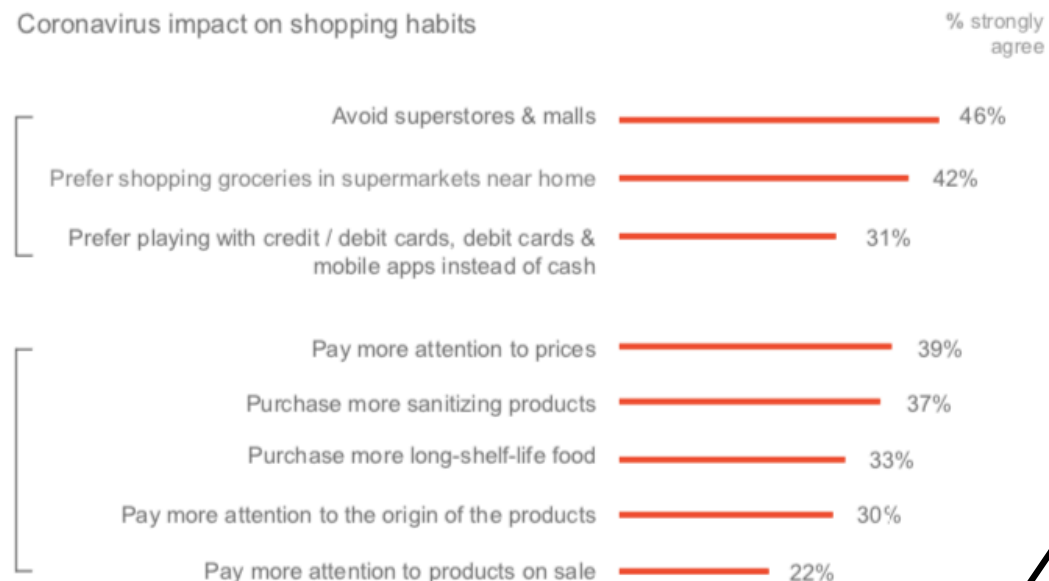 Coronavirus impact on shopping habits
% strongly
agree
Avoid superstores & malls 46%
Prefer shopping groceries in supermarkets near home 42%
Prefer playing with credit / debit cards, debit cards & 31%
mobile apps instead of cash
Pay more attention to prices 39%
Purchase more sanitizing products 37%
Purchase more long-shelf-life food 33%
Pay more attention to the origin of the products 30%
Pay more attention to products on sale 22%